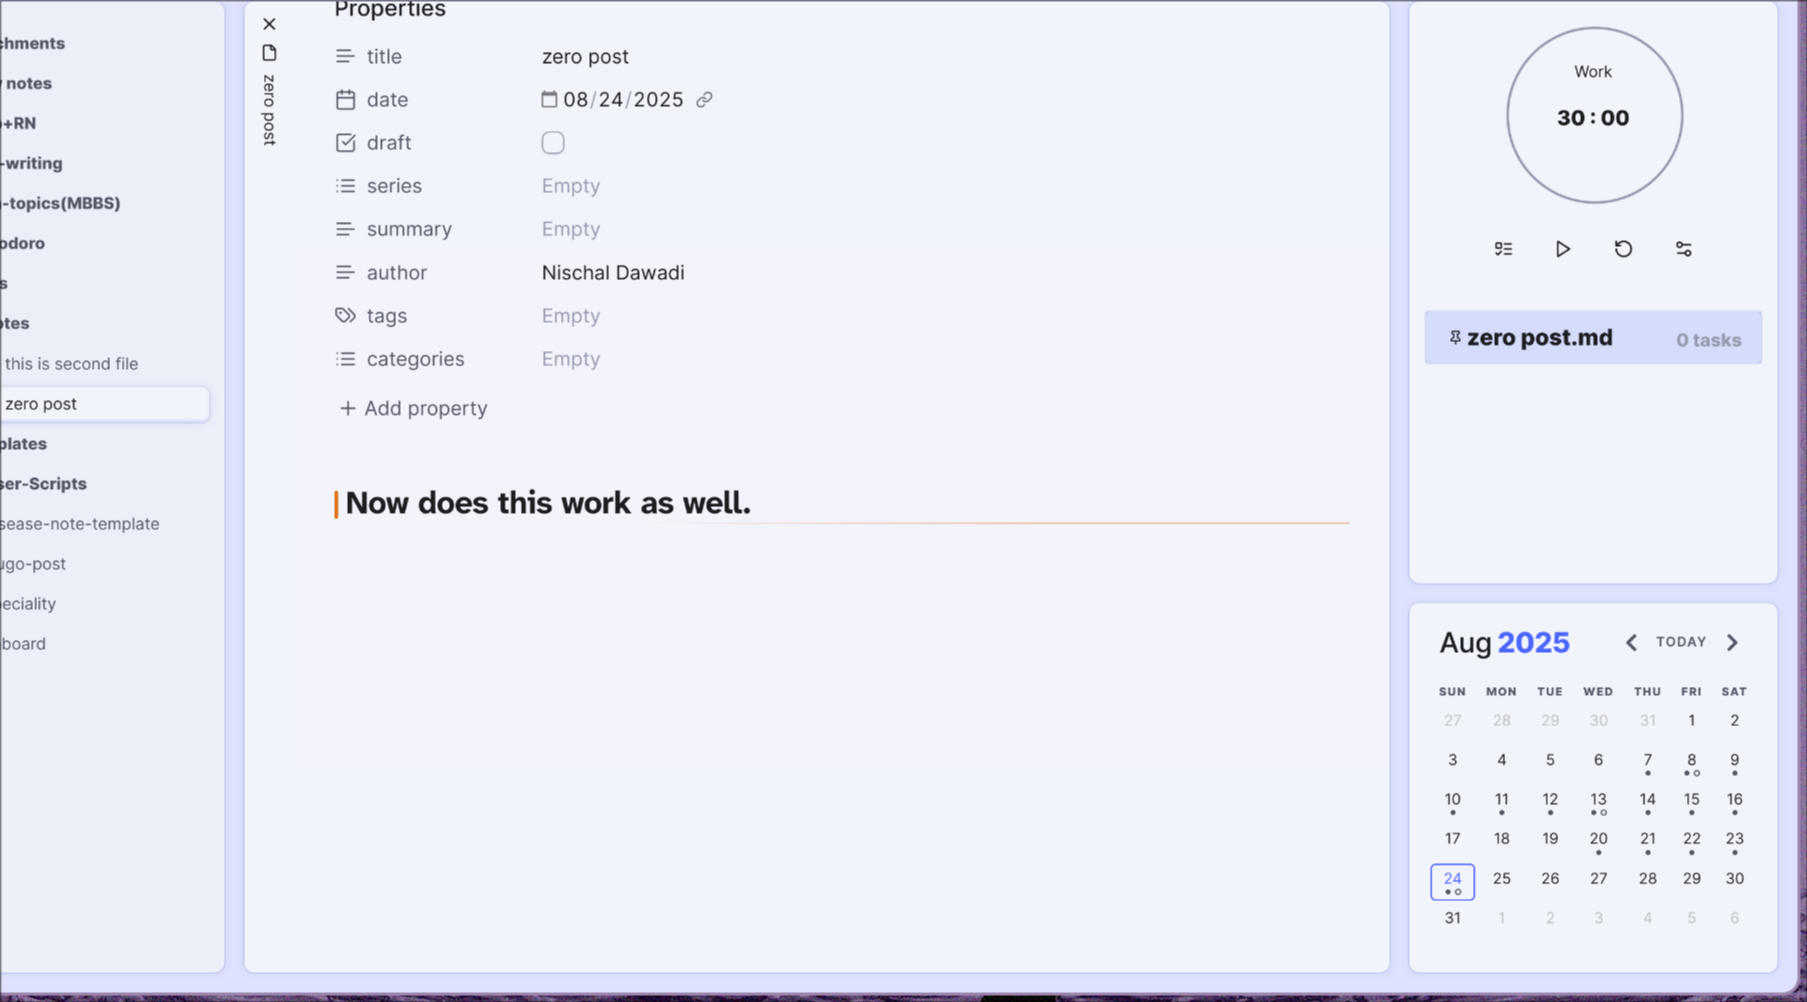 chments
notes
+RN
-writing
-topics(MBBS)
odoro
s
otes
this is second file
zero post
plates
ser-Scripts
sease-note-template
ugo-post
eciality
board
zero post
Properties
title zero post
date 08/24/2025
draft
series Empty
summary Empty
author Nischal Dawadi
tags Empty
categories Empty
+ Add property
Now does this work as well.
Work
30:00
zero post.md 0 tasks
Aug 2025 TODAY
SUN MON TUE WED THU FRI SAT
27 28 29 30 31 1 2
3 4 5 6 7 8 9
10 11 12 13 14 15 16
17 18 19 20 21 22 23
24 25 26 27 28 29 30
31 1 2 3 4 5 6